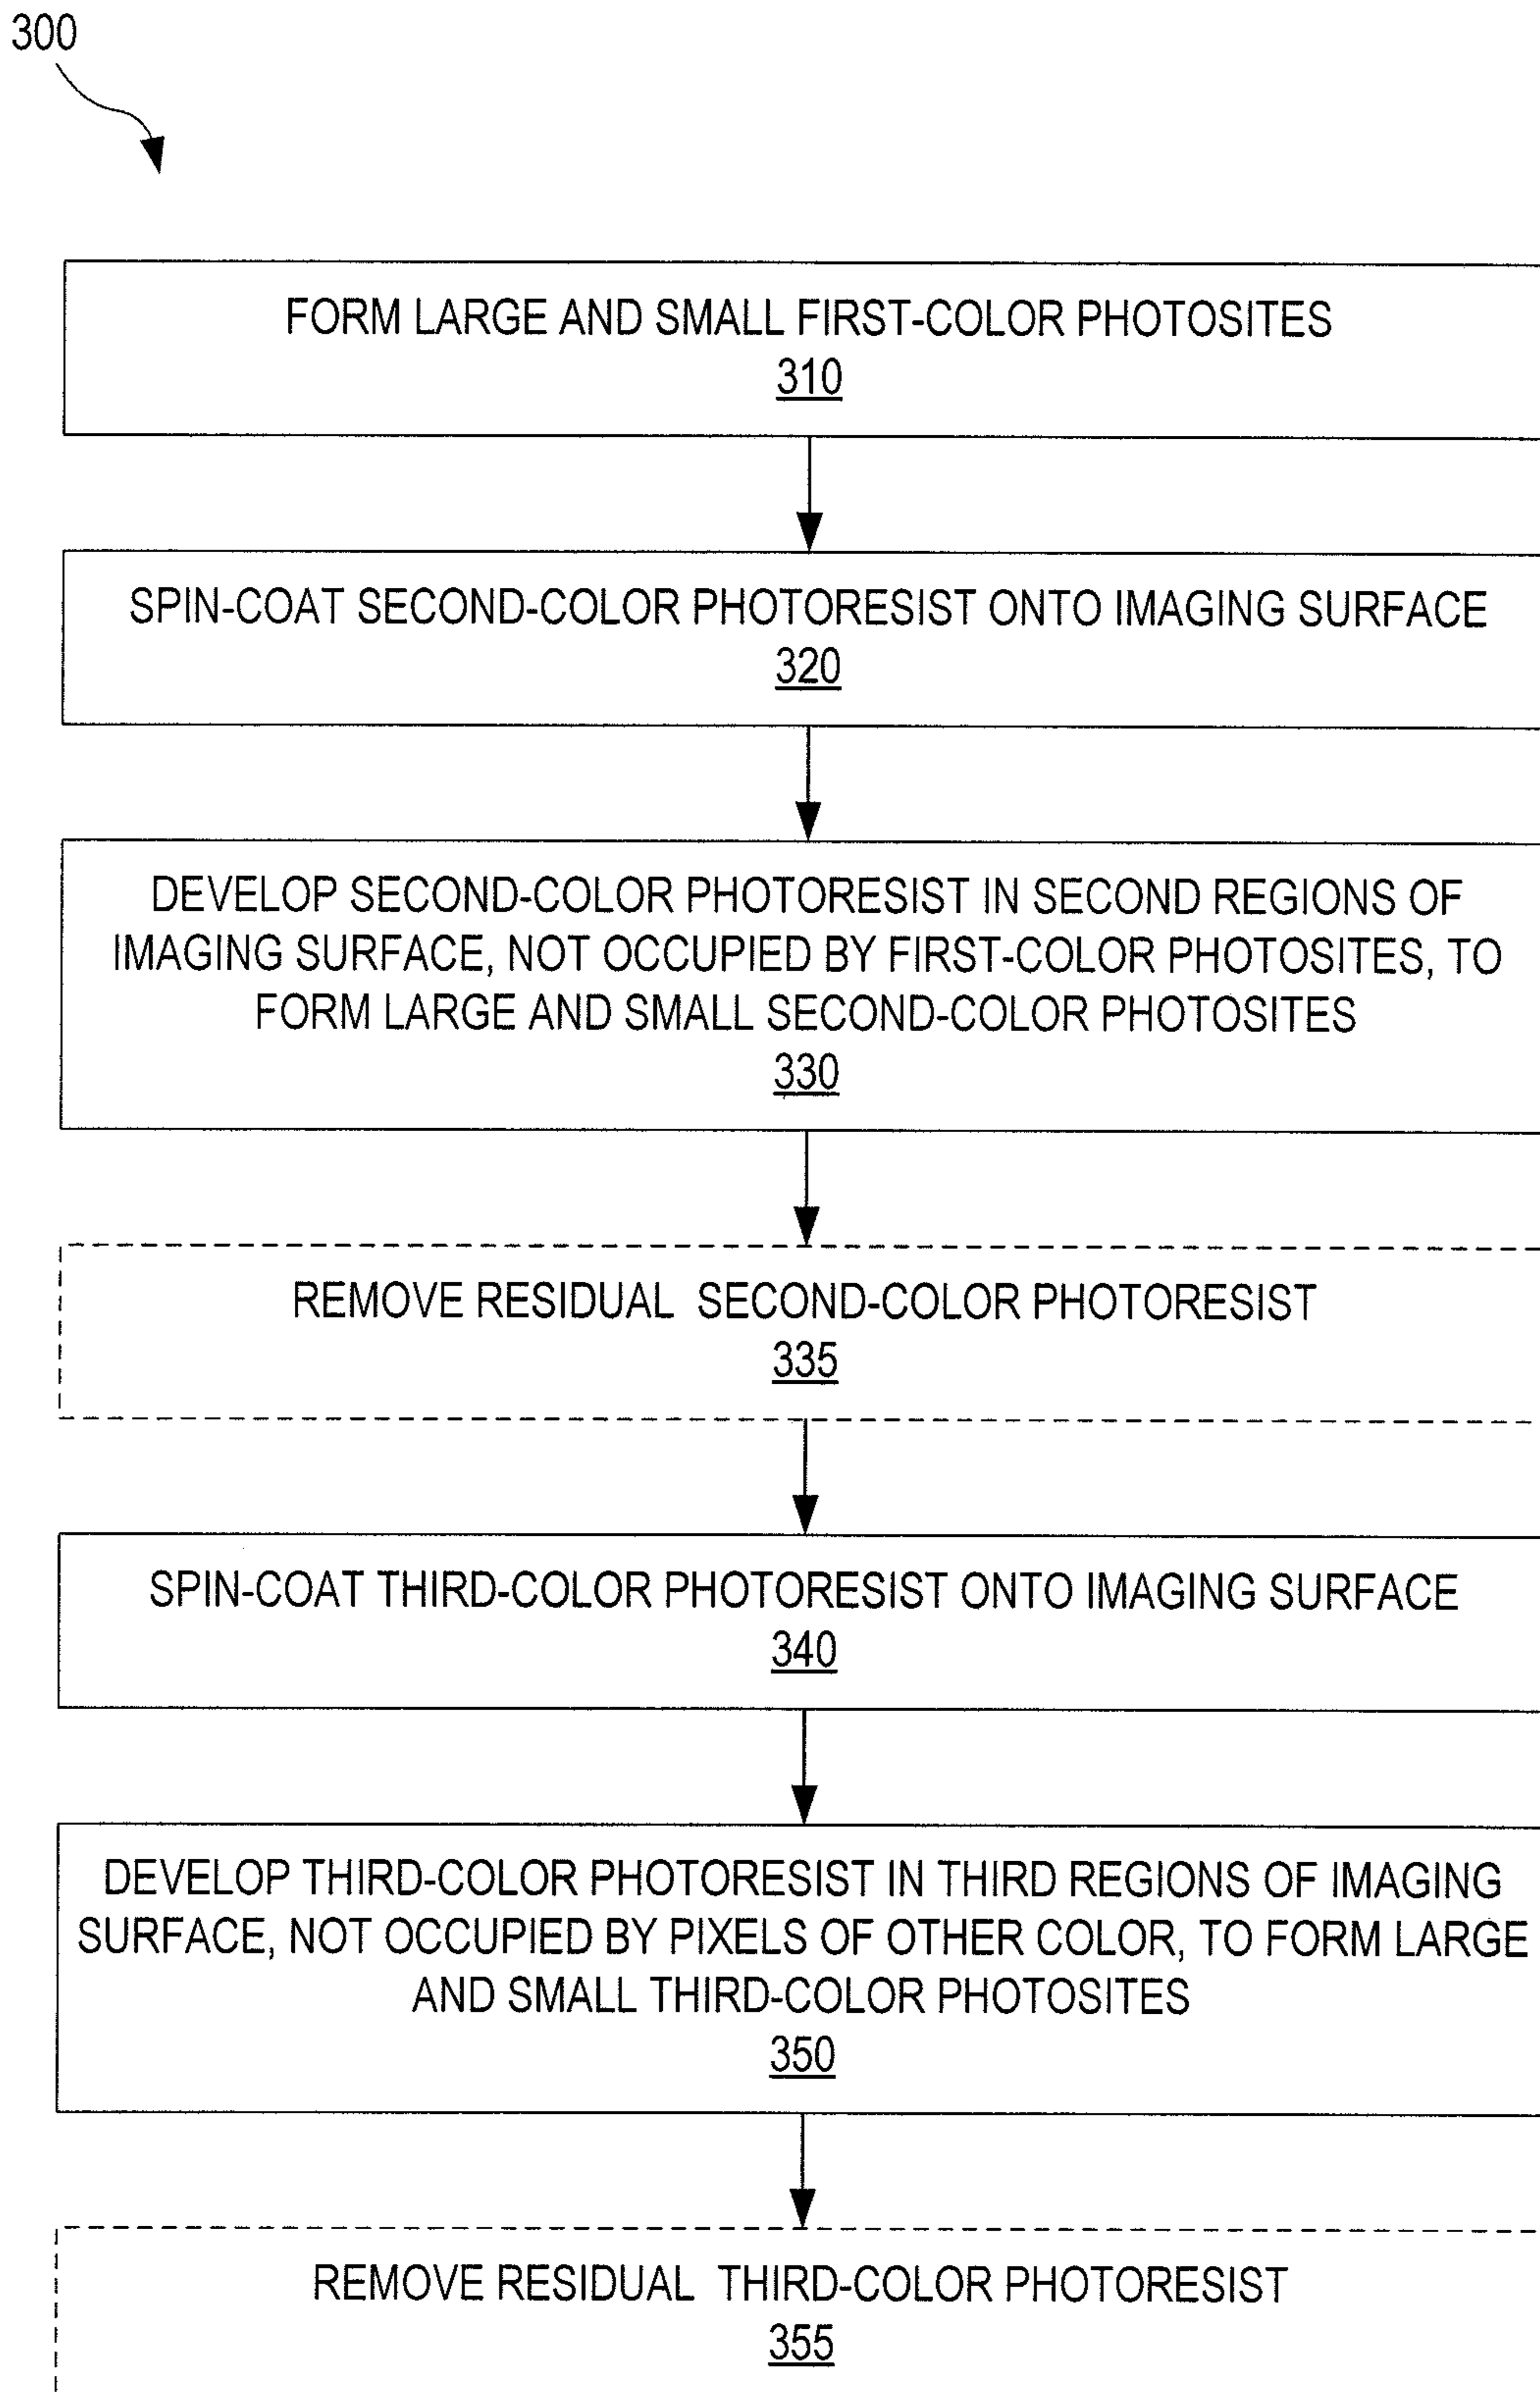 300
FORM LARGE AND SMALL FIRST-COLOR PHOTOSITES
310
SPIN-COAT SECOND-COLOR PHOTORESIST ONTO IMAGING SURFACE
320
DEVELOP SECOND-COLOR PHOTORESIST IN SECOND REGIONS OF
IMAGING SURFACE, NOT OCCUPIED BY FIRST-COLOR PHOTOSITES, TO
FORM LARGE AND SMALL SECOND-COLOR PHOTOSITES
330
REMOVE RESIDUAL SECOND-COLOR PHOTORESIST
335
SPIN-COAT THIRD-COLOR PHOTORESIST ONTO IMAGING SURFACE
340
DEVELOP THIRD-COLOR PHOTORESIST IN THIRD REGIONS OF IMAGING
SURFACE, NOT OCCUPIED BY PIXELS OF OTHER COLOR, TO FORM LARGE
AND SMALL THIRD-COLOR PHOTOSITES
350
REMOVE RESIDUAL THIRD-COLOR PHOTORESIST
355